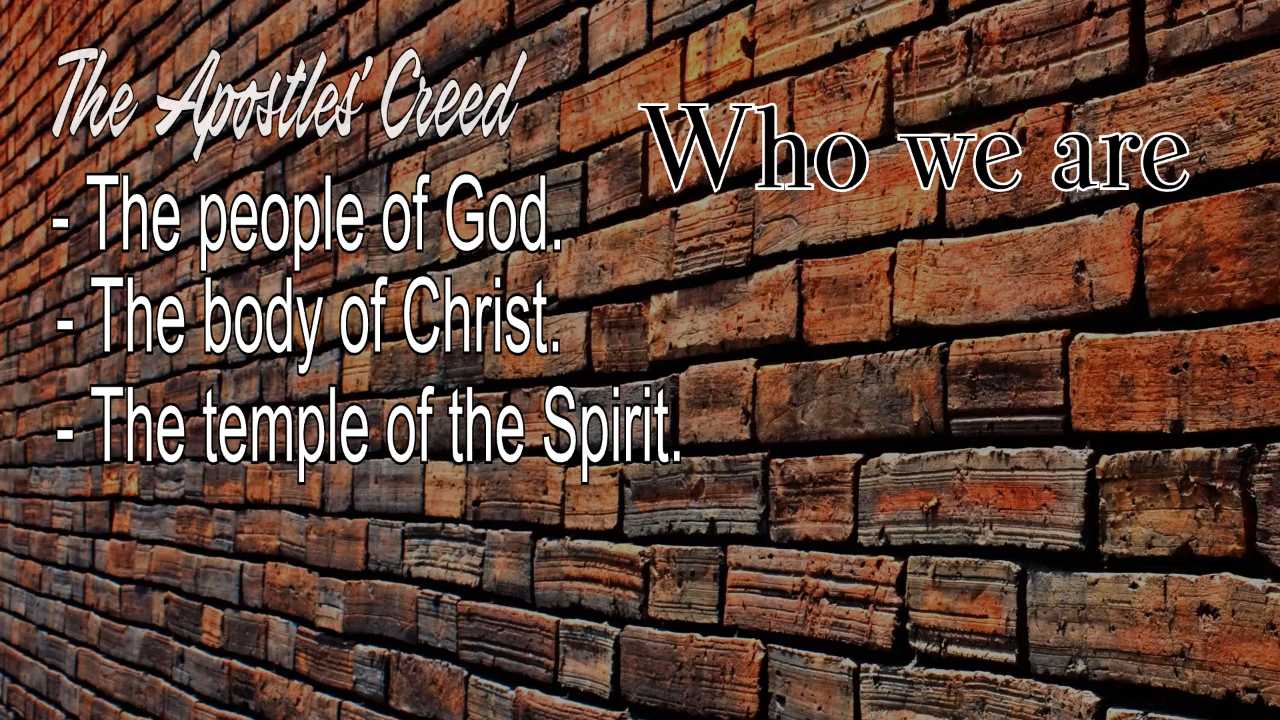 The Apostles' Creed
Who we are
- The people of God.
- The body of Christ.
- The temple of the Spirit.